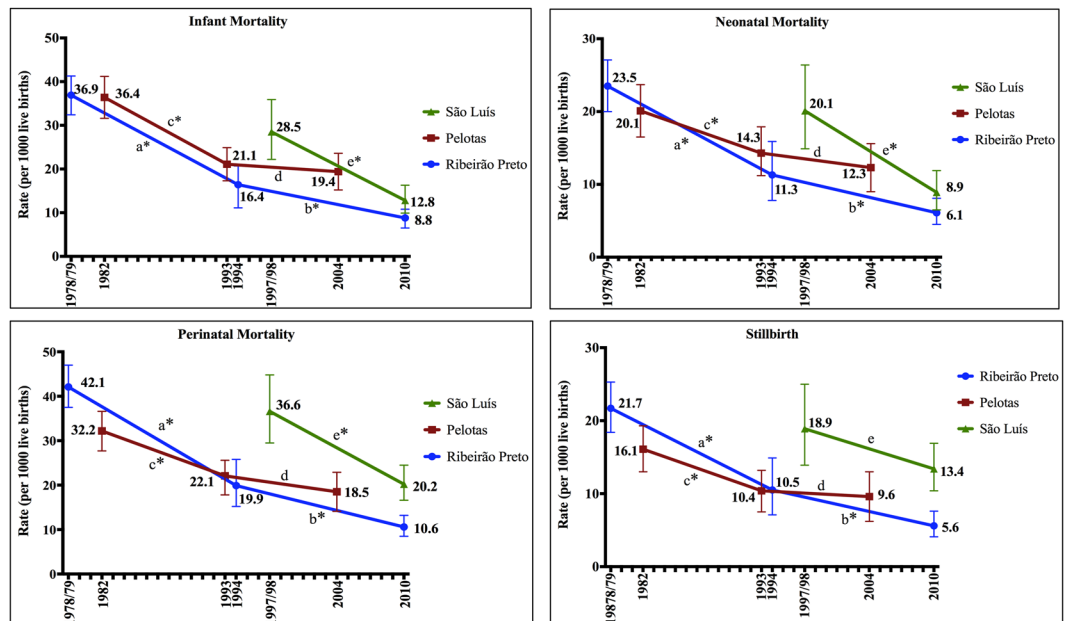 Infant Mortality
Rate (per 1000 live births)
50
40
30
20
10
0
36.9
36.4
c*
a*
28.5
21.1
e*
d
19.4
16.4
b*
12.8
8.8
São Luís
Pelotas
Ribeirão Preto
1978/79
1982
1993
1994
1997/98
2004
2010
Neonatal Mortality
Rate (per 1000 live births)
30
20
10
0
23.5
20.1
c*
a*
20.1
14.3
e*
d
12.3
11.3
b*
8.9
6.1
São Luís
Pelotas
Ribeirão Preto
1978/79
1982
1993
1994
1997/98
2004
2010
Perinatal Mortality
Rate (per 1000 live births)
50
40
30
20
10
0
42.1
36.6
a*
32.2
e*
c*
22.1
d
19.9
18.5
20.2
b*
10.6
São Luís
Pelotas
Ribeirão Preto
1978/79
1982
1993
1994
1997/98
2004
2010
Stillbirth
Rate (per 1000 live births)
30
20
10
0
21.7
a*
18.9
e
16.1
c*
13.4
10.5
10.4
d
9.6
b*
5.6
Ribeirão Preto
Pelotas
São Luís
19878/79
1982
1993
1994
1997/98
2004
2010